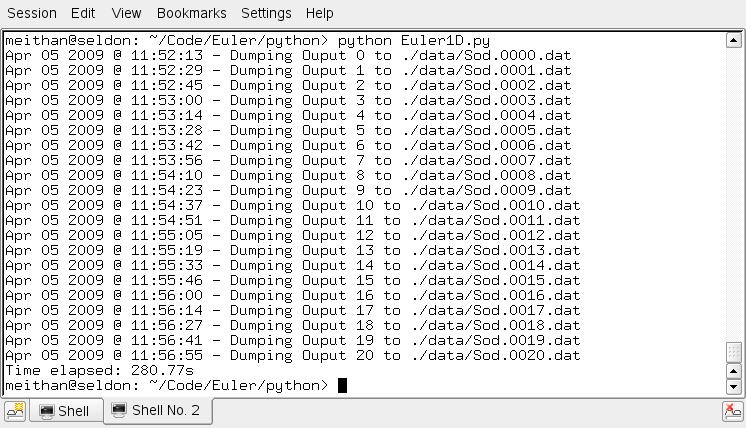 Session Edit View Bookmarks Settings Help
meithan@seldon: ~/Code/Euler/python> python Euler1D.py
Apr 05 2009 @ 11:52:13 - Dumping Ouput 0 to ./data/Sod.0000.dat
Apr 05 2009 @ 11:52:29 - Dumping Ouput 1 to ./data/Sod.0001.dat
Apr 05 2009 @ 11:52:45 - Dumping Ouput 2 to ./data/Sod.0002.dat
Apr 05 2009 @ 11:53:00 - Dumping Ouput 3 to ./data/Sod.0003.dat
Apr 05 2009 @ 11:53:14 - Dumping Ouput 4 to ./data/Sod.0004.dat
Apr 05 2009 @ 11:53:28 - Dumping Ouput 5 to ./data/Sod.0005.dat
Apr 05 2009 @ 11:53:42 - Dumping Ouput 6 to ./data/Sod.0006.dat
Apr 05 2009 @ 11:53:56 - Dumping Ouput 7 to ./data/Sod.0007.dat
Apr 05 2009 @ 11:54:10 - Dumping Ouput 8 to ./data/Sod.0008.dat
Apr 05 2009 @ 11:54:23 - Dumping Ouput 9 to ./data/Sod.0009.dat
Apr 05 2009 @ 11:54:37 - Dumping Ouput 10 to ./data/Sod.0010.dat
Apr 05 2009 @ 11:54:51 - Dumping Ouput 11 to ./data/Sod.0011.dat
Apr 05 2009 @ 11:55:05 - Dumping Ouput 12 to ./data/Sod.0012.dat
Apr 05 2009 @ 11:55:19 - Dumping Ouput 13 to ./data/Sod.0013.dat
Apr 05 2009 @ 11:55:33 - Dumping Ouput 14 to ./data/Sod.0014.dat
Apr 05 2009 @ 11:55:46 - Dumping Ouput 15 to ./data/Sod.0015.dat
Apr 05 2009 @ 11:56:00 - Dumping Ouput 16 to ./data/Sod.0016.dat
Apr 05 2009 @ 11:56:14 - Dumping Ouput 17 to ./data/Sod.0017.dat
Apr 05 2009 @ 11:56:27 - Dumping Ouput 18 to ./data/Sod.0018.dat
Apr 05 2009 @ 11:56:41 - Dumping Ouput 19 to ./data/Sod.0019.dat
Apr 05 2009 @ 11:56:55 - Dumping Ouput 20 to ./data/Sod.0020.dat
Time elapsed: 280.77s
meithan@seldon: ~/Code/Euler/python>
Shell Shell No. 2